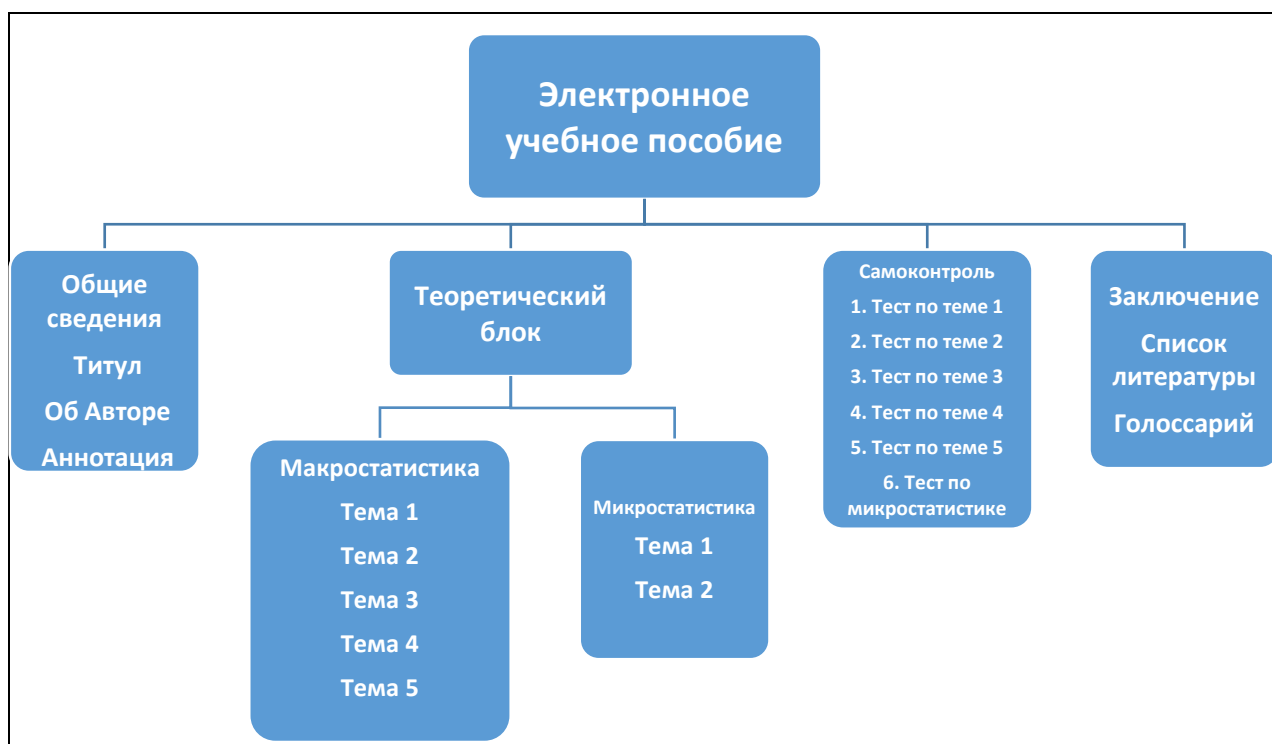 Электронное
учебное пособие
Общие
сведения
Титул
Об Авторе
Аннотация
Теоретический
блок
Макростатистика
Тема 1
Тема 2
Тема 3
Тема 4
Тема 5
Микростатистика
Тема 1
Тема 2
Самоконтроль
1. Тест по теме 1
2. Тест по теме 2
3. Тест по теме 3
4. Тест по теме 4
5. Тест по теме 5
6. Тест по
микростатистике
Заключение
Список
литературы
Голоссарий